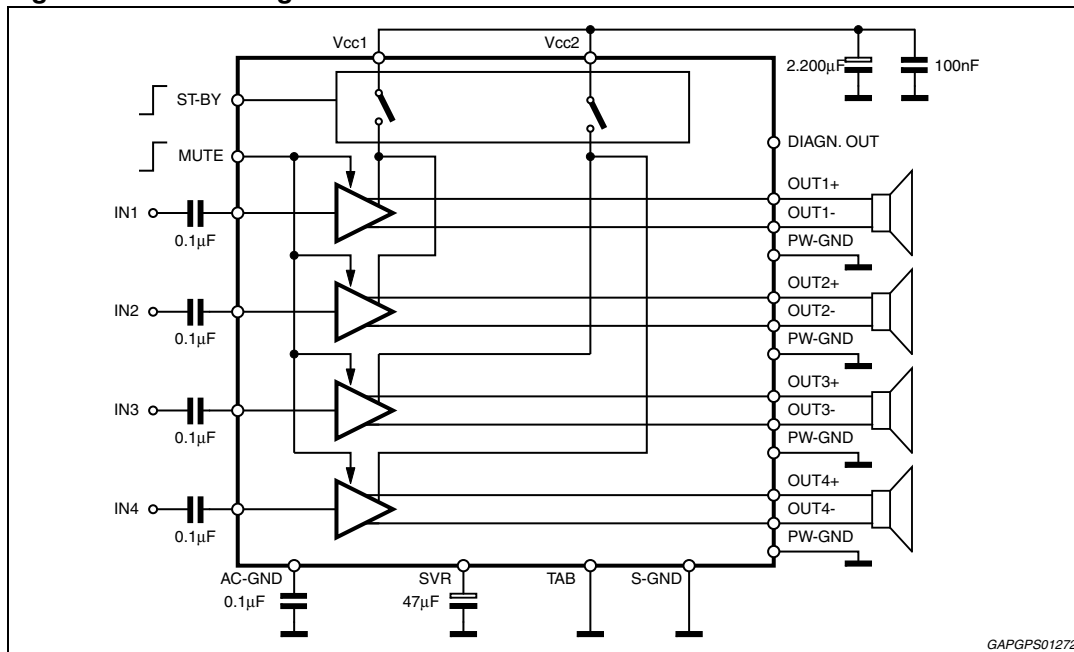 Vcc1
Vcc2
2.200µF
100nF
ST-BY
MUTE
DIAGN. OUT
IN1
0.1µF
OUT1+
OUT1-
PW-GND
IN2
0.1µF
OUT2+
OUT2-
PW-GND
IN3
0.1µF
OUT3+
OUT3-
PW-GND
IN4
0.1µF
OUT4+
OUT4-
PW-GND
AC-GND
0.1µF
SVR
47µF
TAB
S-GND
GAPGPS01272